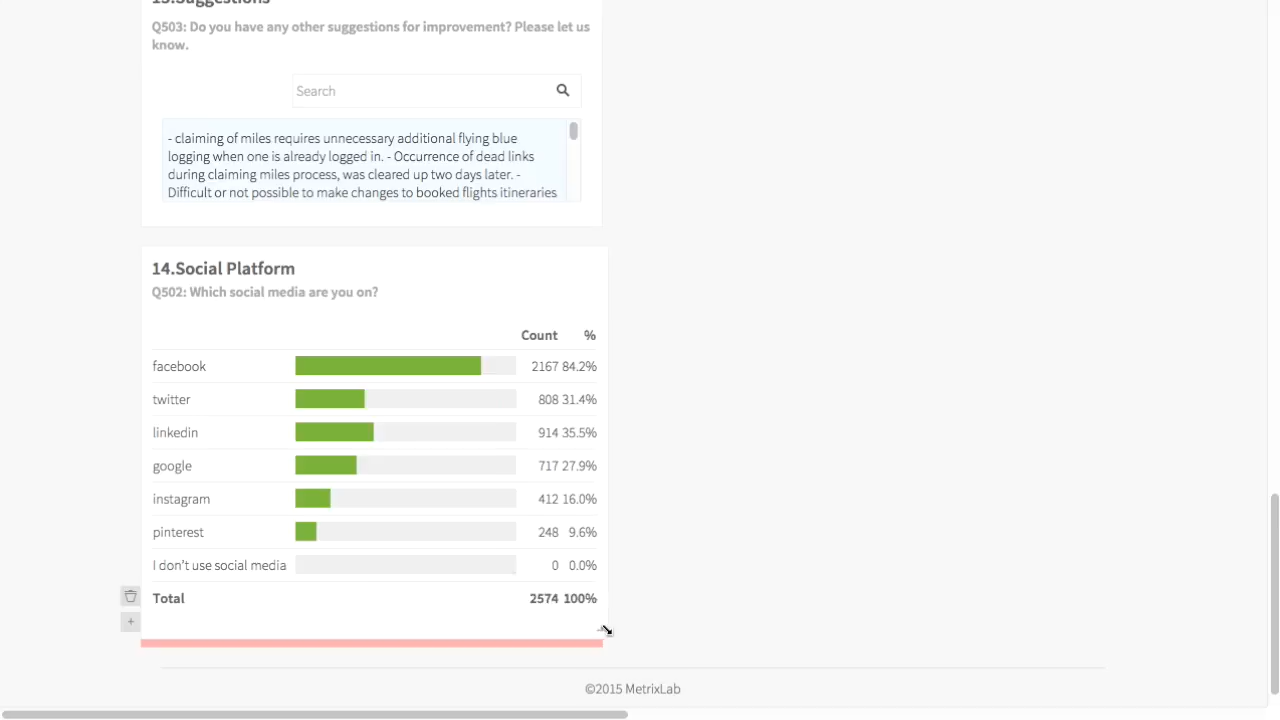 13.Suggestions
Q503: Do you have any other suggestions for improvement? Please let us
know.
Search
- claiming of miles requires unnecessary additional flying blue
logging when one is already logged in. - Occurrence of dead links
during claiming miles process, was cleared up two days later. -
Difficult or not possible to make changes to booked flights itineraries
14.Social Platform
Q502: Which social media are you on?
Count %
facebook 2167 84.2%
twitter 808 31.4%
linkedin 914 35.5%
google 717 27.9%
instagram 412 16.0%
pinterest 248 9.6%
I don't use social media 0 0.0%
Total 2574 100%
©2015 MetrixLab